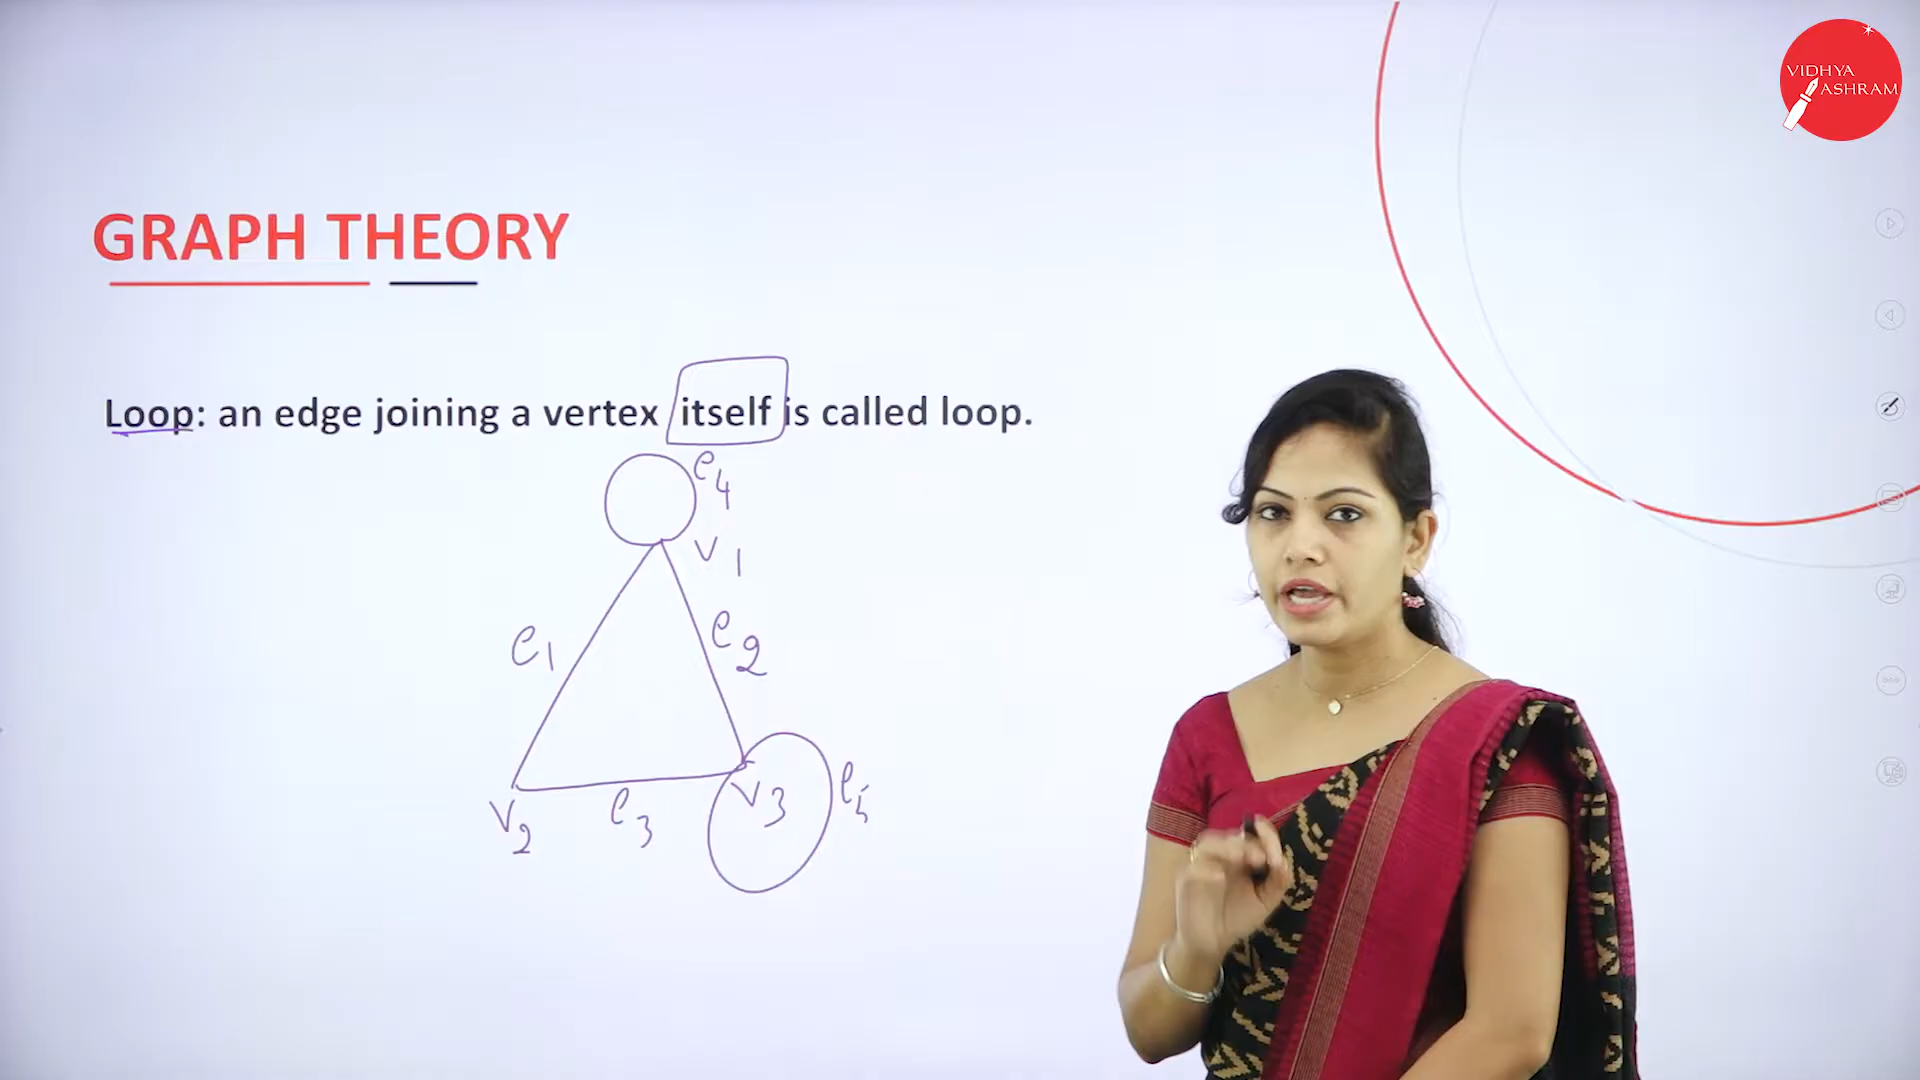 VIDHYA
ASHRAM
GRAPH THEORY
Loop: an edge joining a vertex itself is called loop.
e4
v1
e1
e2
v2
e3
v3
e5